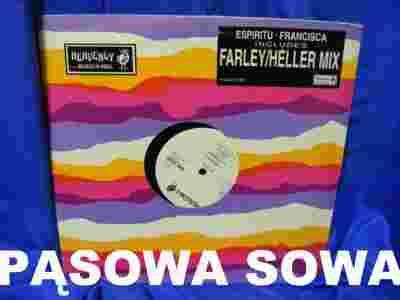 HEAVENLY
ESPIRITU · FRANCISCA
INCLUDES
FARLEY/HELLER MIX
PĄSOWA SOWA